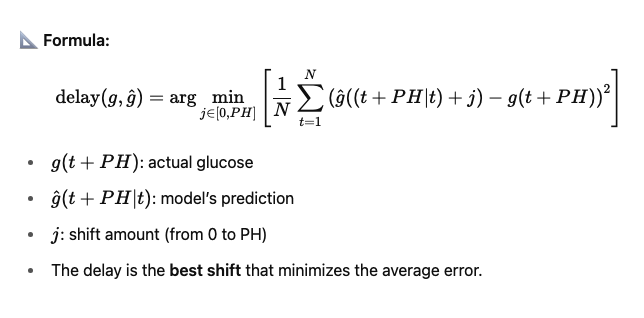 Formula:
delay(g, ĝ) = arg min_{j∈[0,PH]} [ 1/N ∑_{t=1}^{N} (ĝ((t + PH|t) + j) − g(t + PH))² ]
• g(t + PH): actual glucose
• ĝ(t + PH|t): model's prediction
• j: shift amount (from 0 to PH)
• The delay is the best shift that minimizes the average error.